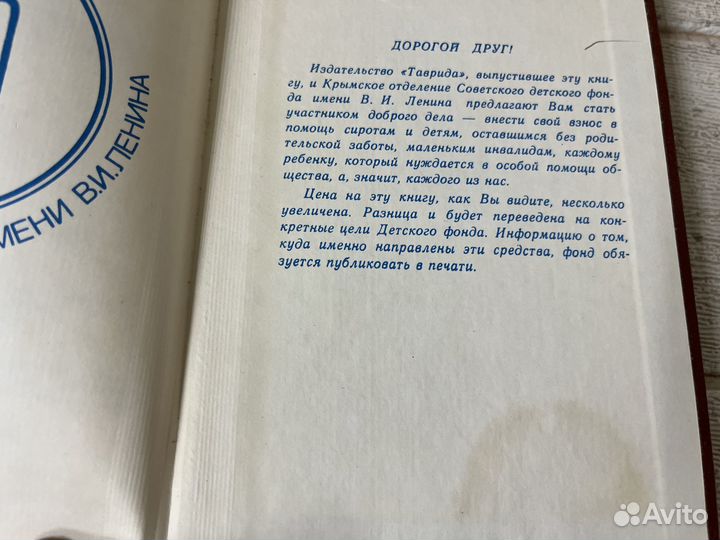 МЕНИ В.И.ЛЕНИНА
ДОРОГОЙ ДРУГ!
Издательство «Таврида», выпустившее эту кни-
гу, и Крымское отделение Советского детского фон-
да имени В. И. Ленина предлагают Вам стать
участником доброго дела — внести свой взнос в
помощь сиротам и детям, оставшимся без роди-
тельской заботы, маленьким инвалидам, каждому
ребенку, который нуждается в особой помощи об-
щества, а, значит, каждого из нас.
Цена на эту книгу, как Вы видите, несколько
увеличена. Разница и будет переведена на кон-
кретные цели Детского фонда. Информацию о том,
куда именно направлены эти средства, фонд обя-
зуется публиковать в печати.
Avito